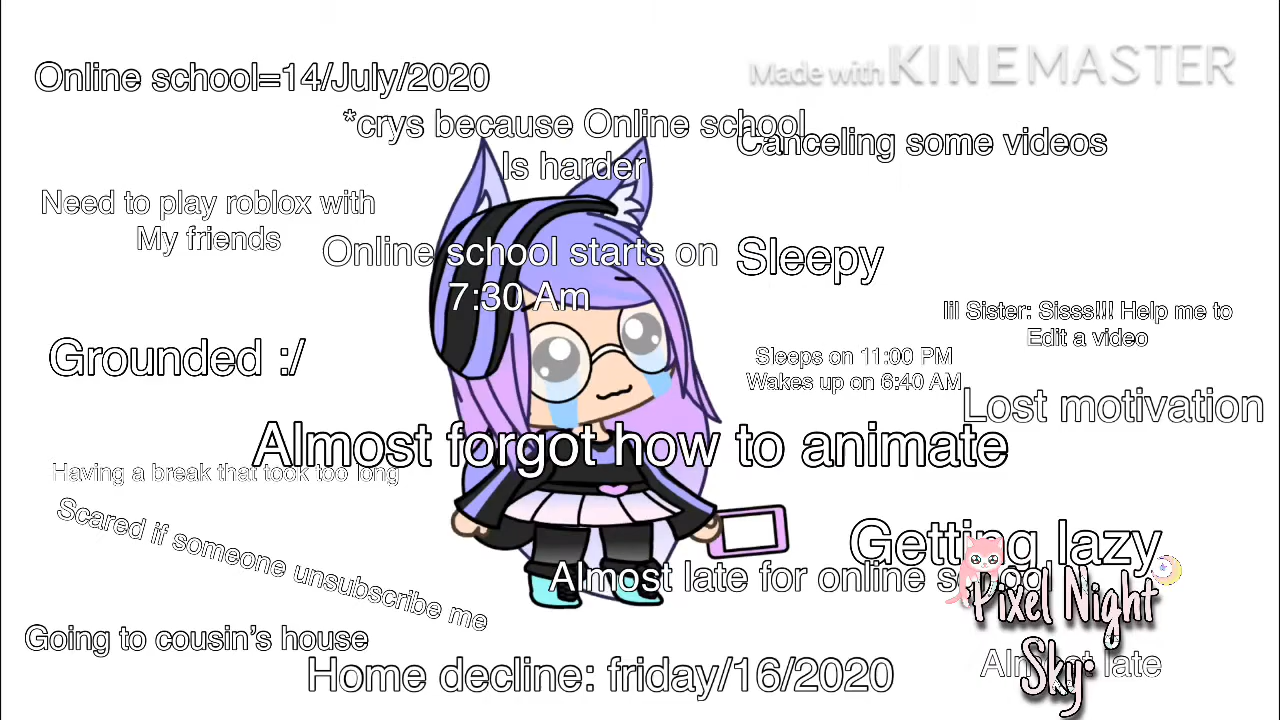 Online school=14/July/2020
Made with KINEMASTER
*crys because Online school
Is harder
Canceling some videos
Need to play roblox with
My friends
Online school starts on
7:30 Am
Sleepy
lil Sister: Sisss!!! Help me to
Edit a video
Grounded :/
Sleeps on 11:00 PM
Wakes up on 6:40 AM
Lost motivation
Almost forgot how to animate
Having a break that took too long
Scared if someone unsubscribe me
Getting lazy
Almost late for online school
Pixel Night
Sky
Going to cousin’s house
Home decline: friday/16/2020
Almost late